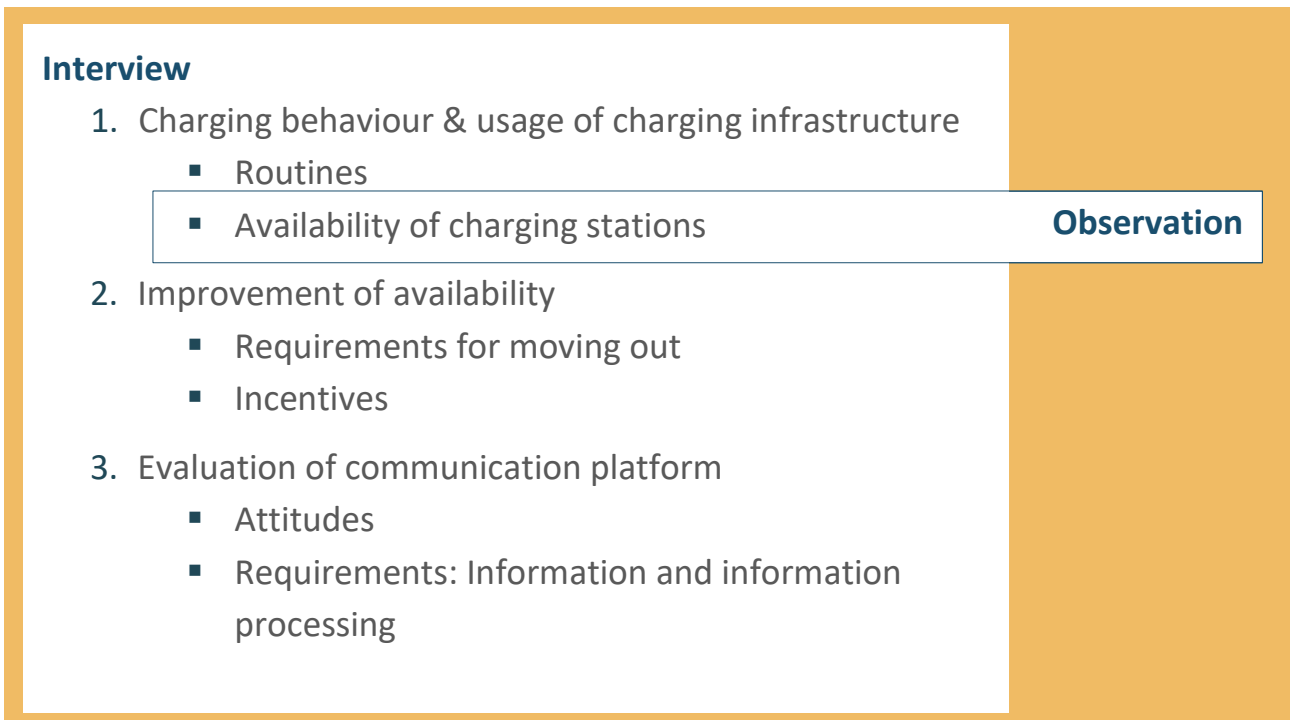 Interview
1. Charging behaviour & usage of charging infrastructure
▪ Routines
▪ Availability of charging stations Observation
2. Improvement of availability
▪ Requirements for moving out
▪ Incentives
3. Evaluation of communication platform
▪ Attitudes
▪ Requirements: Information and information
processing